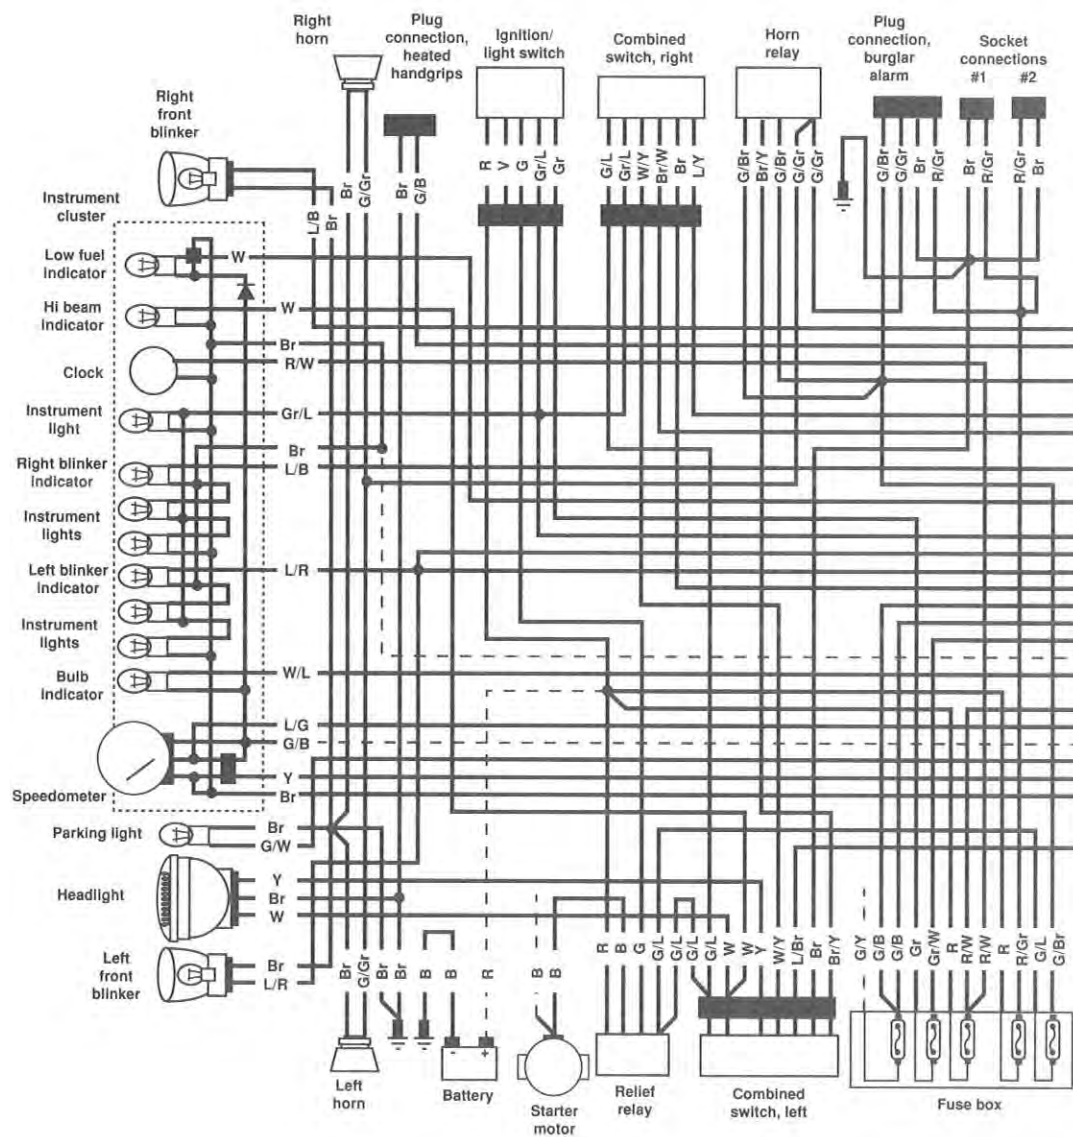 Right
horn
Plug
connection,
heated
handgrips
Ignition/
light switch
Combined
switch, right
Horn
relay
Plug
connection,
burglar
alarm
Socket
connections
#1
#2
Right
front
blinker
R
V
G
Gr/L
Gr
G/L
Gr/L
W/Y
Br/W
Br
L/Y
G/Br
Br/Y
G/Br
G/Gr
G/Gr
G/Br
G/Gr
Br
R/Gr
Br
R/Gr
R/Gr
Br
Br
G/Gr
Br
G/B
L/B
Br
Instrument
cluster
Low fuel
indicator
W
Hi beam
indicator
W
Br
Clock
R/W
Instrument
light
Gr/L
Br
Right blinker
indicator
L/B
Instrument
lights
Left blinker
indicator
L/R
Instrument
lights
Bulb
indicator
W/L
L/G
G/B
Y
Speedometer
Br
Parking light
Br
G/W
Headlight
Y
Br
W
Left
front
blinker
Br
L/R
Br
G/Gr
Br
Br
B
B
R
B
B
R
B
G
G/L
G/L
G/L
G/L
W
W
Y
W/Y
L/Br
Br
Br/Y
G/Y
G/B
G/B
Gr
Gr/W
R
R/W
R/W
R
R/Gr
G/L
G/Br
-
+
Left
horn
Battery
Starter
motor
Relief
relay
Combined
switch, left
Fuse box